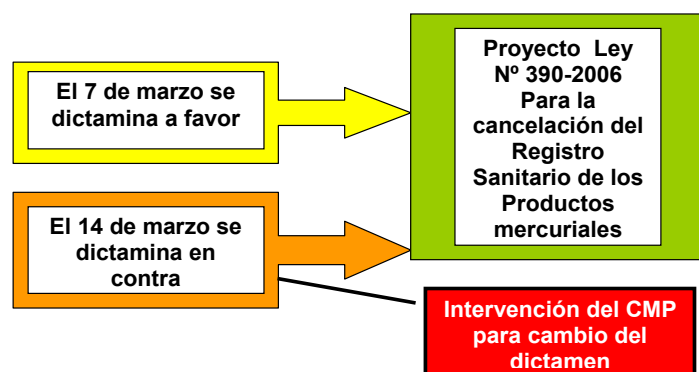 El 7 de marzo se
dictamina a favor
Proyecto Ley
Nº 390-2006
Para la
cancelación del
Registro
Sanitario de los
Productos
mercuriales
El 14 de marzo se
dictamina en
contra
Intervención del CMP
para cambio del
dictamen